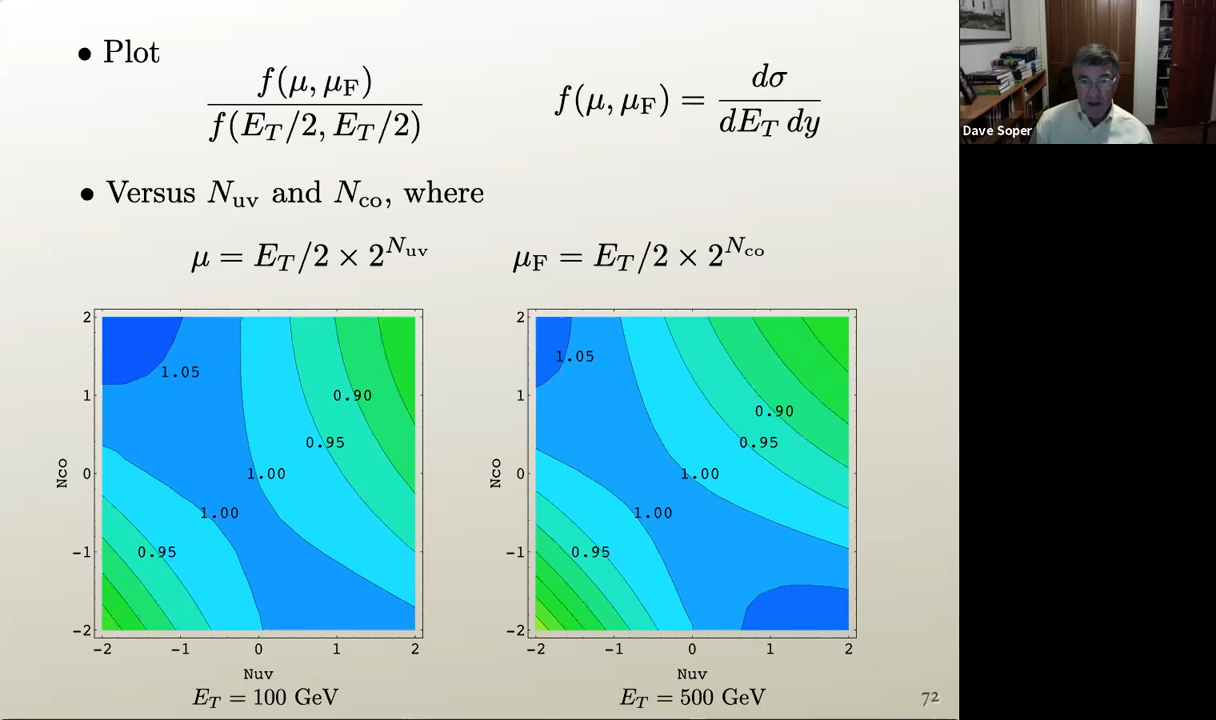 • Plot
f(μ, μ_F) / f(E_T/2, E_T/2)
f(μ, μ_F) = dσ / dE_T dy
• Versus N_uv and N_co, where
μ = E_T/2 × 2^{N_uv}
μ_F = E_T/2 × 2^{N_co}
2
1
0
−1
−2
Nco
1.05
0.90
0.95
1.00
1.00
0.95
−2 −1 0 1 2
Nuv
E_T = 100 GeV
2
1
0
−1
−2
Nco
1.05
0.90
0.95
1.00
1.00
0.95
−2 −1 0 1 2
Nuv
E_T = 500 GeV
72
Dave Soper